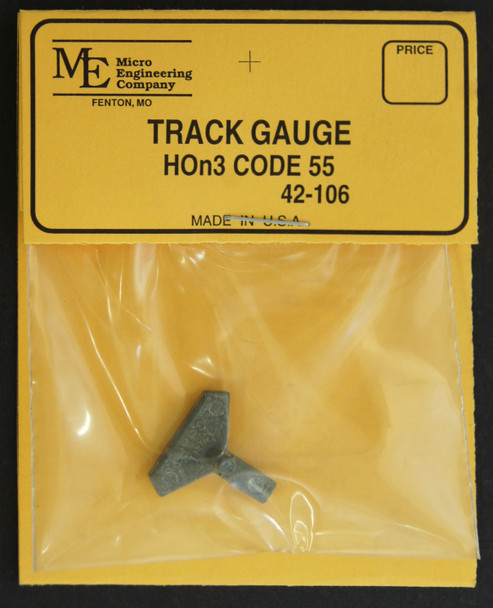 ME Micro
Engineering
Company
FENTON, MO
PRICE
TRACK GAUGE
HOn3 CODE 55
42-106
MADE IN U.S.A.